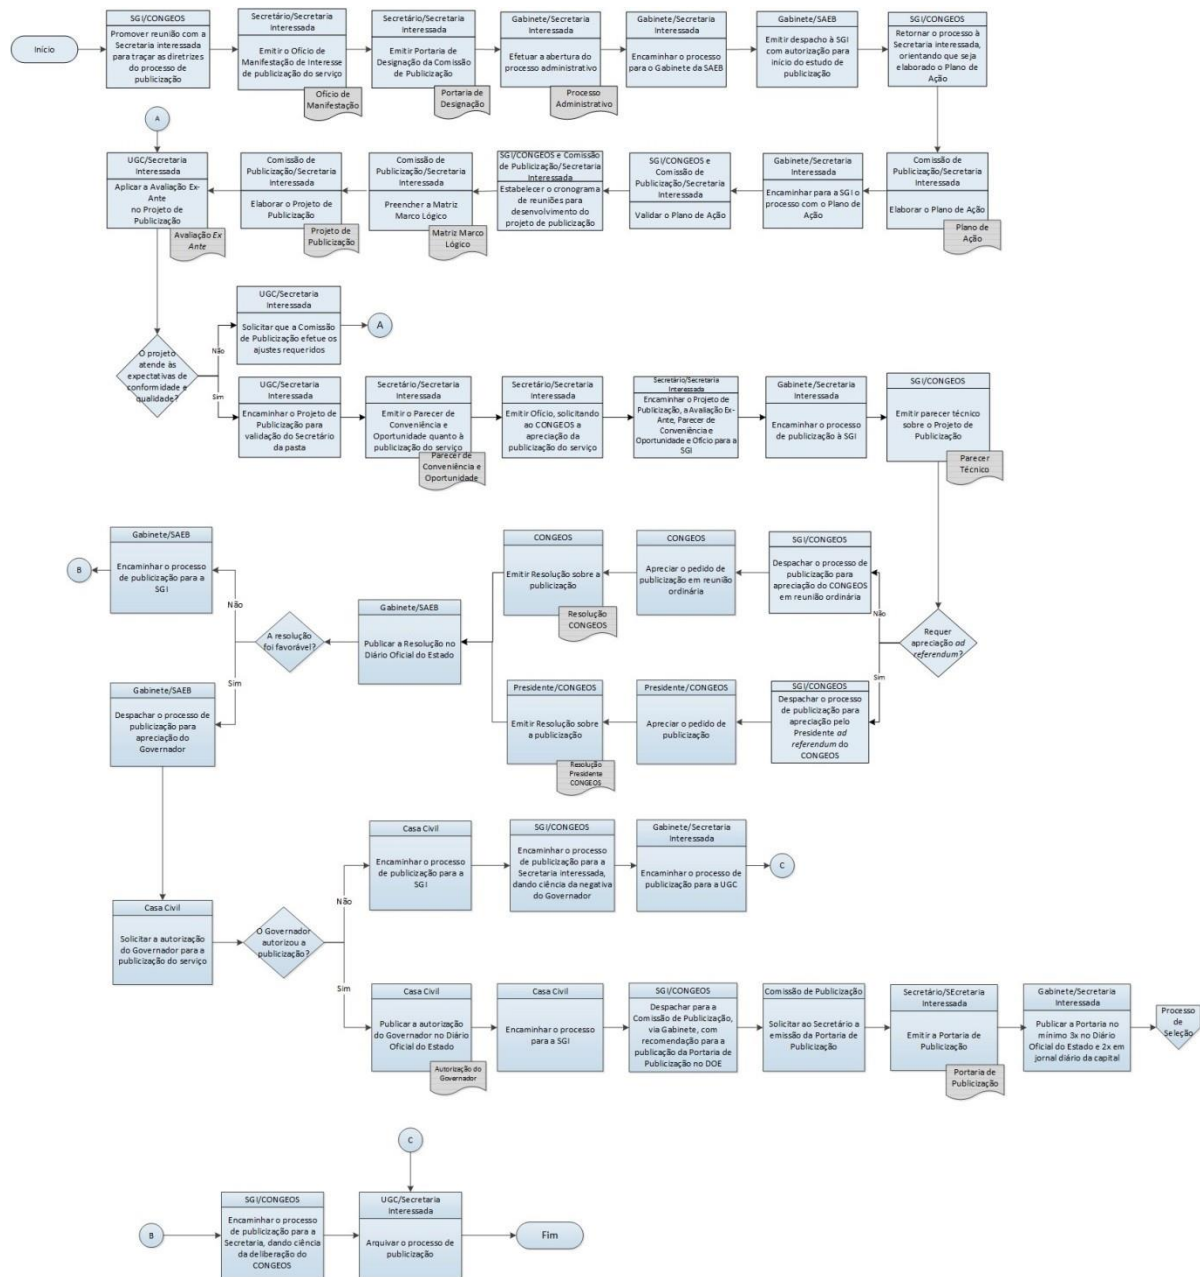 Início
SGI/CONGEOS
Promover reunião com a
Secretaria interessada
para traçar as diretrizes
do processo de
publicização
Secretário/Secretaria
Interessada
Emitir o Ofício de
Manifestação de Interesse
de publicização do serviço
Ofício de
Manifestação
Secretário/Secretaria
Interessada
Emitir Portaria de
Designação da Comissão
de Publicização
Portaria de
Designação
Gabinete/Secretaria
Interessada
Efetuar a abertura do
processo administrativo
Processo
Administrativo
Gabinete/Secretaria
Interessada
Encaminhar o processo
para o Gabinete da SAEB
Gabinete/SAEB
Emitir despacho à SGI
com autorização para
início do estudo de
publicização
SGI/CONGEOS
Retornar o processo à
Secretaria interessada,
orientando que seja
elaborado o Plano de
Ação
A
UGC/Secretaria
Interessada
Aplicar a Avaliação Ex-
Ante
no Projeto de
Publicização
Avaliação Ex
Ante
Comissão de
Publicização/Secretaria
Interessada
Elaborar o Projeto de
Publicização
Projeto de
Publicização
Comissão de
Publicização/Secretaria
Interessada
Preencher a Matriz
Marco Lógico
Matriz Marco
Lógico
SGI/CONGEOS e Comissão
de Publicização/Secretaria
Interessada
Estabelecer o cronograma
de reuniões para
desenvolvimento do
projeto de publicização
SGI/CONGEOS e
Comissão de
Publicização/Secretaria
Interessada
Validar o Plano de Ação
Gabinete/Secretaria
Interessada
Encaminhar para a SGI o
processo com o Plano de
Ação
Comissão de
Publicização/Secretaria
Interessada
Elaborar o Plano de Ação
Plano de
Ação
UGC/Secretaria
Interessada
Solicitar que a Comissão
de Publicização efetue os
ajustes requeridos
A
O projeto
atende às
expectativas de
conformidade e
qualidade?
Não
Sim
UGC/Secretaria
Interessada
Encaminhar o Projeto de
Publicização para
validação do Secretário
da pasta
Secretário/Secretaria
Interessada
Emitir o Parecer de
Conveniência e
Oportunidade quanto à
publicização do serviço
Parecer de
Conveniência e
Oportunidade
Secretário/Secretaria
Interessada
Emitir Ofício, solicitando
ao CONGEOS a
apreciação da
publicização do serviço
Secretário/Secretaria
Interessada
Encaminhar o Projeto de
Publicização, a Avaliação Ex-
Ante, Parecer de
Conveniência e
Oportunidade e Ofício para a
SGI
Gabinete/Secretaria
Interessada
Encaminhar o processo
de publicização à SGI
SGI/CONGEOS
Emitir parecer técnico
sobre o Projeto de
Publicização
Parecer
Técnico
Gabinete/SAEB
Encaminhar o processo
de publicização para a
SGI
B
Não
A resolução
foi favorável?
Sim
Gabinete/SAEB
Publicar a Resolução no
Diário Oficial do Estado
CONGEOS
Emitir Resolução sobre a
publicização
Resolução
CONGEOS
CONGEOS
Apreciar o pedido de
publicização em reunião
ordinária
SGI/CONGEOS
Despachar o processo de
publicização para
apreciação do CONGEOS
em reunião ordinária
Não
Requer
apreciação ad
referendum?
Sim
Gabinete/SAEB
Despachar o processo de
publicização para
apreciação do
Governador
Presidente/CONGEOS
Emitir Resolução sobre
a publicização
Resolução
Presidente
CONGEOS
Presidente/CONGEOS
Apreciar o pedido de
publicização
SGI/CONGEOS
Despachar o processo
de publicização para
apreciação pelo
Presidente ad
referendum do
CONGEOS
Casa Civil
Encaminhar o processo
de publicização para a
SGI
SGI/CONGEOS
Encaminhar o processo
de publicização para a
Secretaria interessada,
dando ciência da negativa
do Governador
Gabinete/Secretaria
Interessada
Encaminhar o processo de
publicização para a UGC
C
Casa Civil
Solicitar a autorização
do Governador para a
publicização do serviço
O Governador
autorizou a
publicização?
Não
Sim
Casa Civil
Publicar a autorização
do Governador no Diário
Oficial do Estado
Autorização do
Governador
Casa Civil
Encaminhar o processo
para a SGI
SGI/CONGEOS
Despachar para a
Comissão de Publicização,
via Gabinete, com
recomendação para a
publicação da Portaria de
Publicização no DOE
Comissão de Publicização
Solicitar ao Secretário a
emissão da Portaria de
Publicização
Secretário/SEcretaria
Interessada
Emitir a Portaria de
Publicização
Portaria de
Publicização
Gabinete/Secretaria
Interessada
Publicar a Portaria no
mínimo 3x no Diário
Oficial do Estado e 2x em
jornal diário da capital
Processo
de
Seleção
C
B
SGI/CONGEOS
Encaminhar o processo
de publicização para a
Secretaria, dando ciência
da deliberação do
CONGEOS
UGC/Secretaria
Interessada
Arquivar o processo de
publicização
Fim